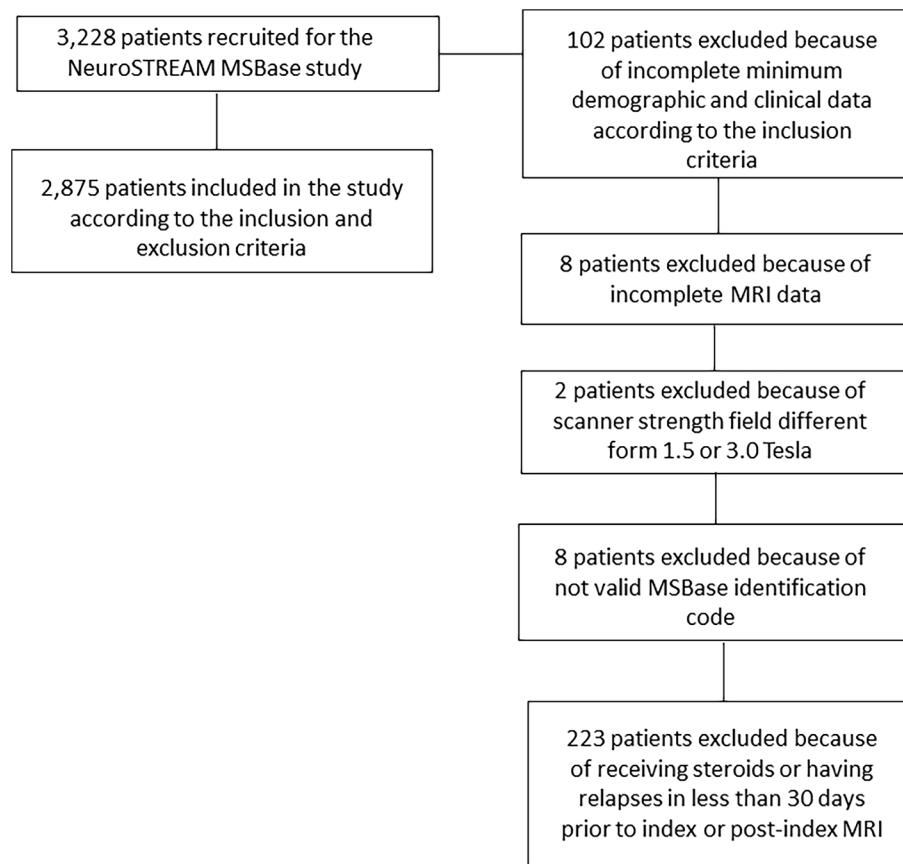 3,228 patients recruited for the
NeuroSTREAM MSBase study
2,875 patients included in the study
according to the inclusion and
exclusion criteria
102 patients excluded because
of incomplete minimum
demographic and clinical data
according to the inclusion
criteria
8 patients excluded because of
incomplete MRI data
2 patients excluded because of
scanner strength field different
form 1.5 or 3.0 Tesla
8 patients excluded because of
not valid MSBase identification
code
223 patients excluded because
of receiving steroids or having
relapses in less than 30 days
prior to index or post-index MRI